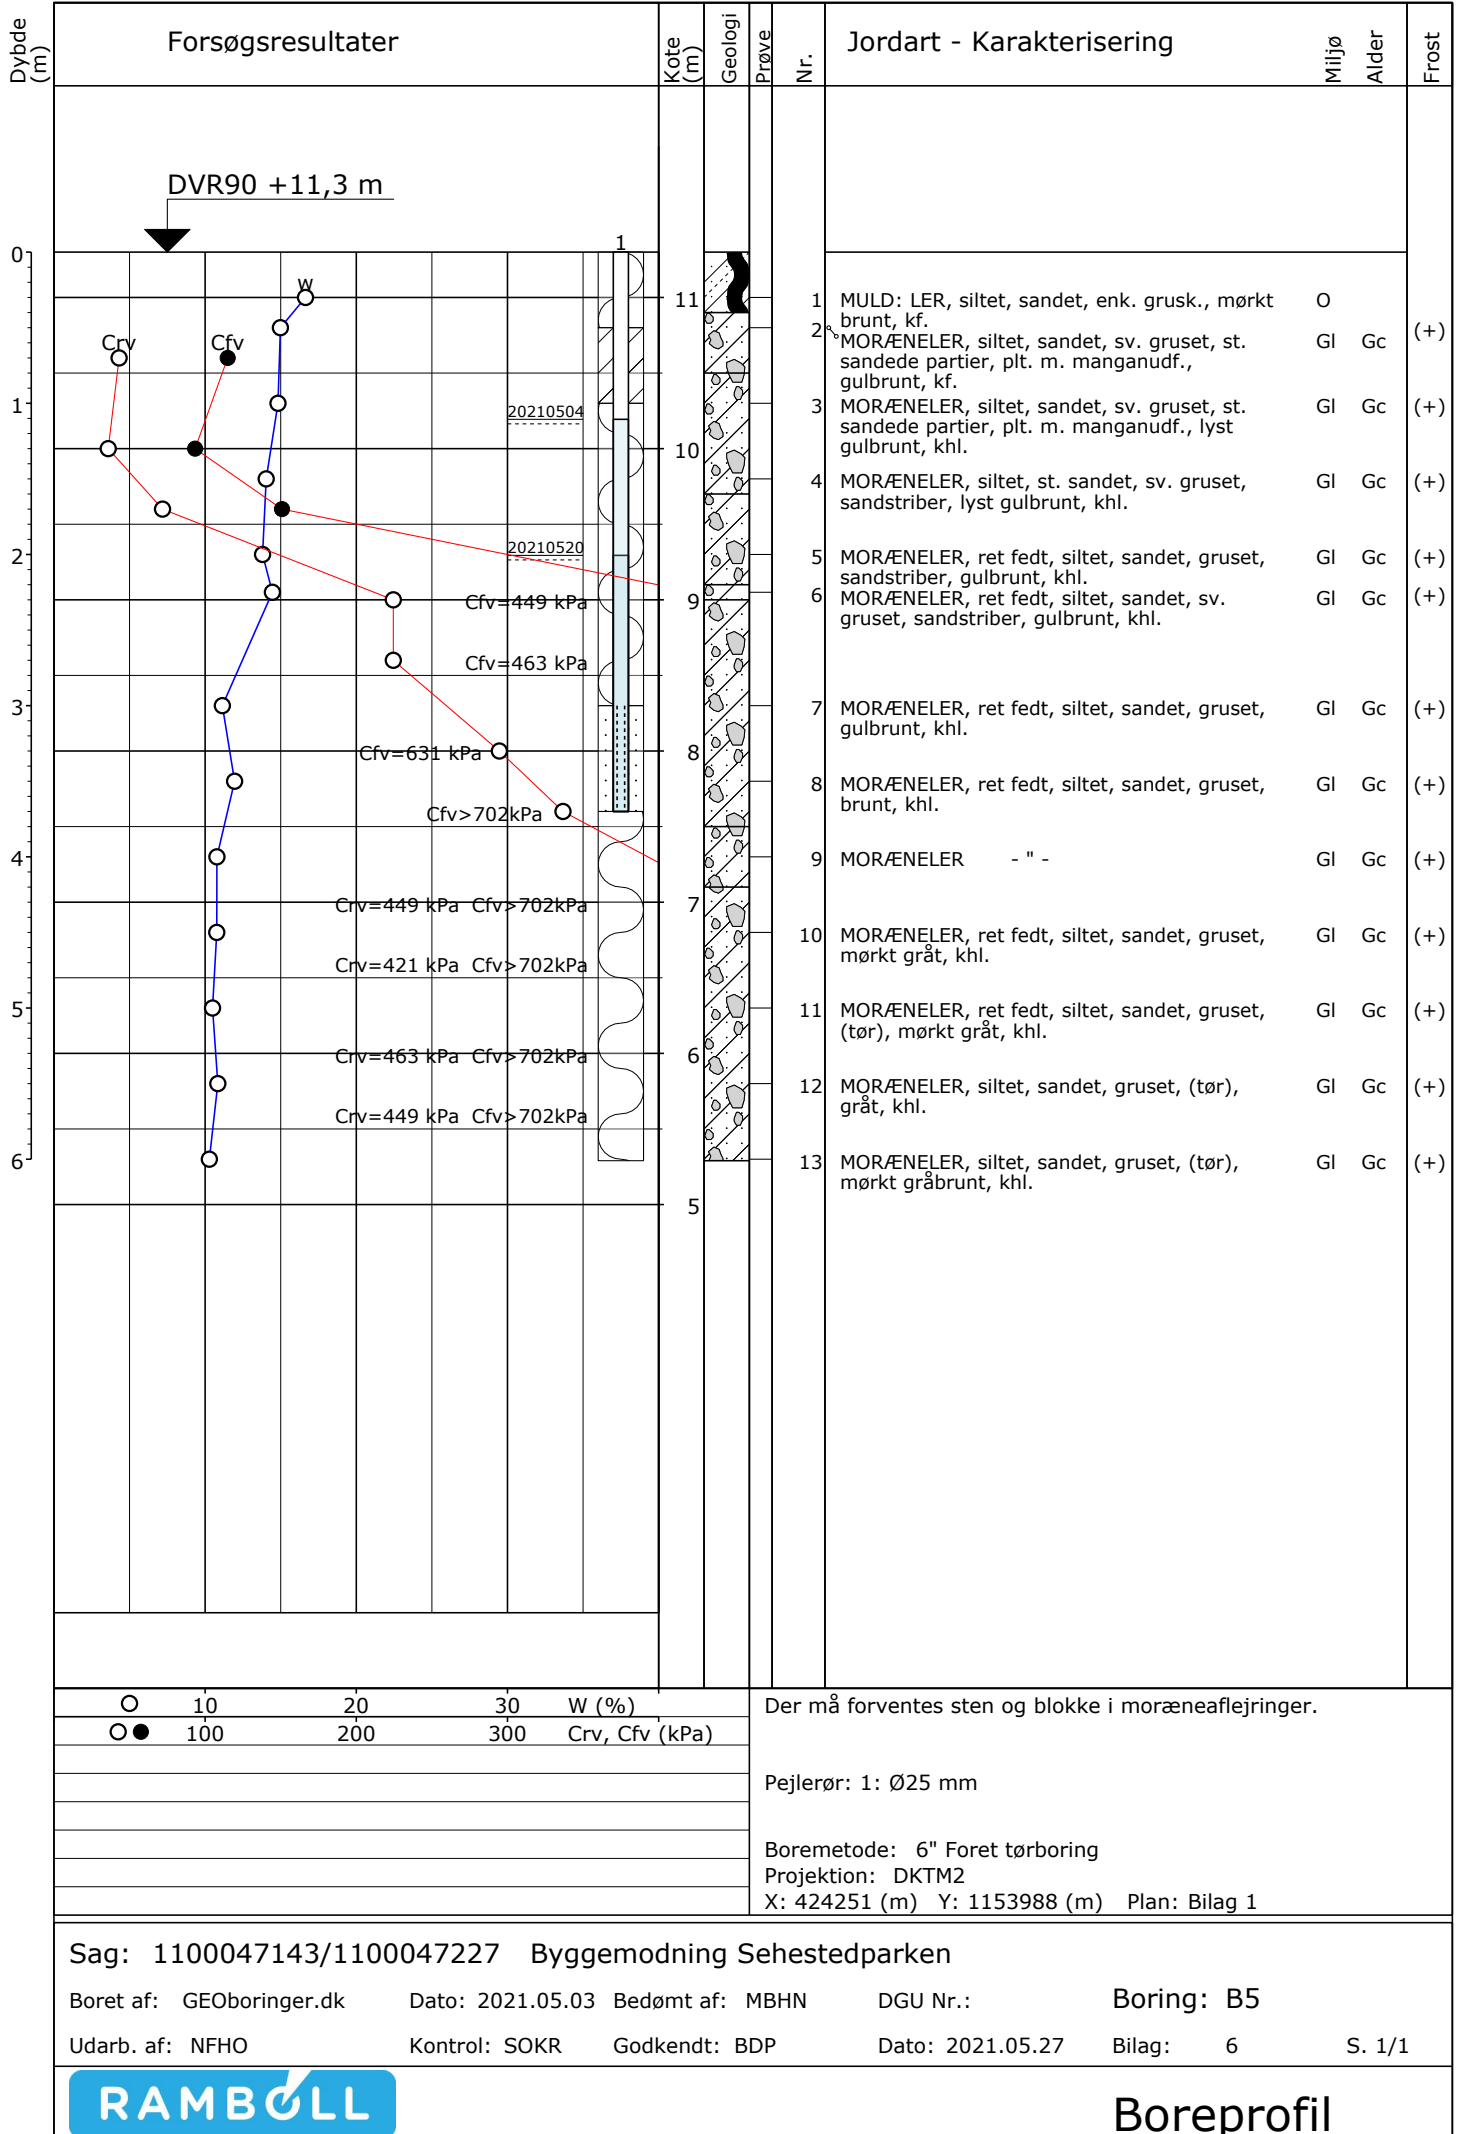 Dybde (m)
Forsøgsresultater
Kote (m)
Geologi
Prøve
Nr.
Jordart - Karakterisering
Miljø
Alder
Frost
DVR90 +11,3 m
0
1
2
3
4
5
6
1
w
Crv
Cfv
20210504
20210520
Cfv=449 kPa
Cfv=463 kPa
Cfv=631 kPa
Cfv>702kPa
Crv=449 kPa Cfv>702kPa
Crv=421 kPa Cfv>702kPa
Crv=463 kPa Cfv>702kPa
Crv=449 kPa Cfv>702kPa
11
10
9
8
7
6
5
1 MULD: LER, siltet, sandet, enk. grusk., mørkt O
brunt, kf.
2 MORÆNELER, siltet, sandet, sv. gruset, st. Gl Gc (+)
sandede partier, plt. m. manganudf.,
gulbrunt, kf.
3 MORÆNELER, siltet, sandet, sv. gruset, st. Gl Gc (+)
sandede partier, plt. m. manganudf., lyst
gulbrunt, khl.
4 MORÆNELER, siltet, st. sandet, sv. gruset, Gl Gc (+)
sandstriber, lyst gulbrunt, khl.
5 MORÆNELER, ret fedt, siltet, sandet, gruset, Gl Gc (+)
sandstriber, gulbrunt, khl.
6 MORÆNELER, ret fedt, siltet, sandet, sv. Gl Gc (+)
gruset, sandstriber, gulbrunt, khl.
7 MORÆNELER, ret fedt, siltet, sandet, gruset, Gl Gc (+)
gulbrunt, khl.
8 MORÆNELER, ret fedt, siltet, sandet, gruset, Gl Gc (+)
brunt, khl.
9 MORÆNELER - " - Gl Gc (+)
10 MORÆNELER, ret fedt, siltet, sandet, gruset, Gl Gc (+)
mørkt gråt, khl.
11 MORÆNELER, ret fedt, siltet, sandet, gruset, Gl Gc (+)
(tør), mørkt gråt, khl.
12 MORÆNELER, siltet, sandet, gruset, (tør), Gl Gc (+)
gråt, khl.
13 MORÆNELER, siltet, sandet, gruset, (tør), Gl Gc (+)
mørkt gråbrunt, khl.
10 20 30 W (%)
100 200 300 Crv, Cfv (kPa)
Der må forventes sten og blokke i moræneaflejringer.
Pejlerør: 1: Ø25 mm
Boremetode: 6" Foret tørboring
Projektion: DKTM2
X: 424251 (m) Y: 1153988 (m) Plan: Bilag 1
Sag: 1100047143/1100047227 Byggemodning Sehestedparken
Boret af: GEOboringer.dk Dato: 2021.05.03 Bedømt af: MBHN DGU Nr.: Boring: B5
Udarb. af: NFHO Kontrol: SOKR Godkendt: BDP Dato: 2021.05.27 Bilag: 6 S. 1/1
RAMBOLL
Boreprofil